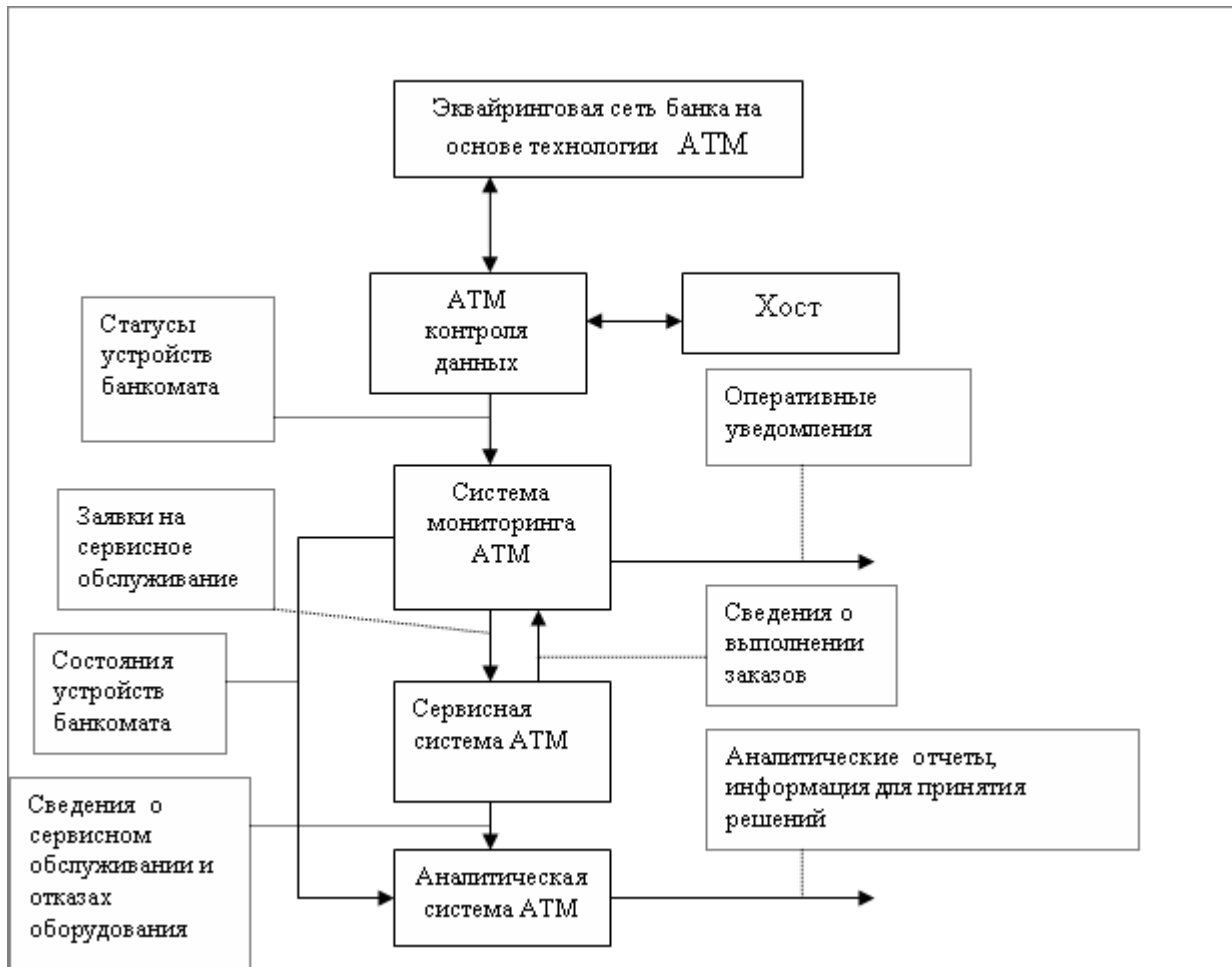 Эквайринговая сеть банка на
основе технологии АТМ
АТМ
контроля
данных
Хост
Статусы
устройств
банкомата
Оперативные
уведомления
Система
мониторинга
АТМ
Заявки на
сервисное
обслуживание
Сведения о
выполнении
заказов
Состояния
устройств
банкомата
Сервисная
система АТМ
Аналитические отчеты,
информация для принятия
решений
Сведения о
сервисном
обслуживании и
отказах
оборудования
Аналитическая
система АТМ